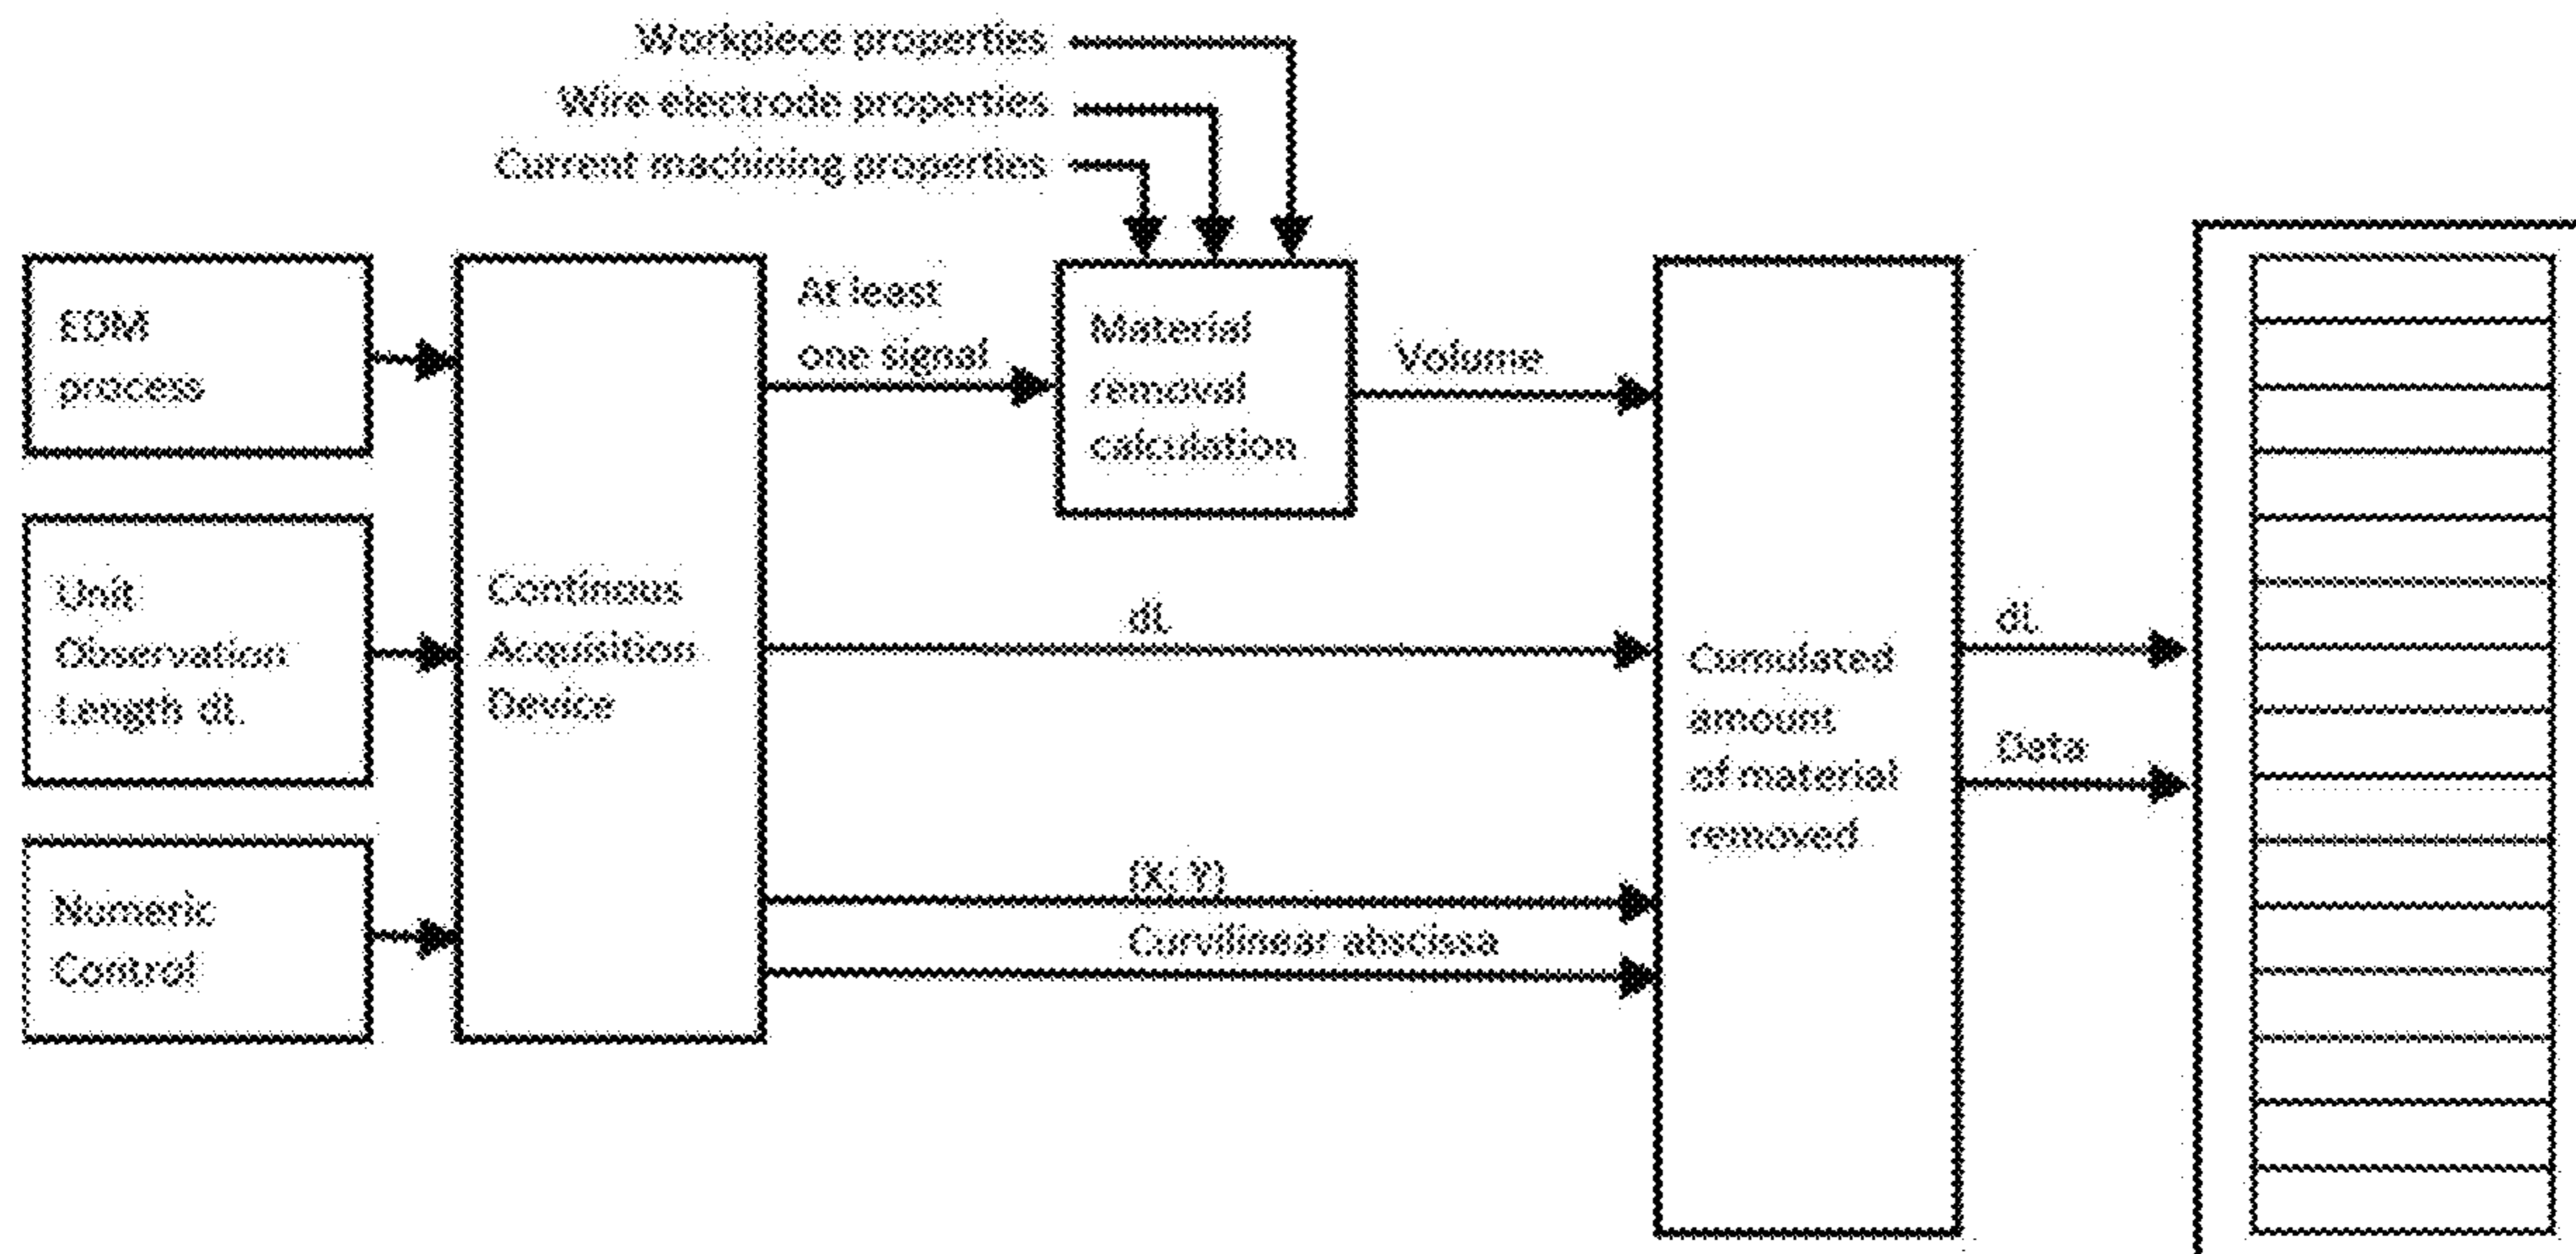 Workpiece properties
Wire electrode properties
Current machining properties
EDM
process
Unit
Observation
Length dL
Numeric
Control
Continous
Acquisition
Device
At least
one signal
Material
removal
calculation
Volume
dL
(X; Y)
Curvilinear abscissa
Cumulated
amount
of material
removed
dL
Data